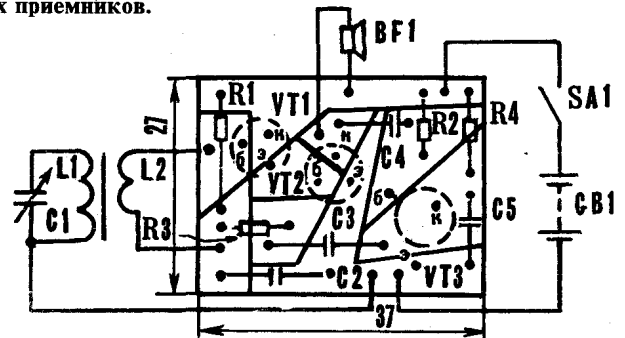 х приемников.
BF1
R1
VT1
к
б
э
VT2
к
б
э
C4
R2
R4
SA1
27
L1
L2
C1
R3
C3
б
к
C5
GB1
э
C2
VT3
37